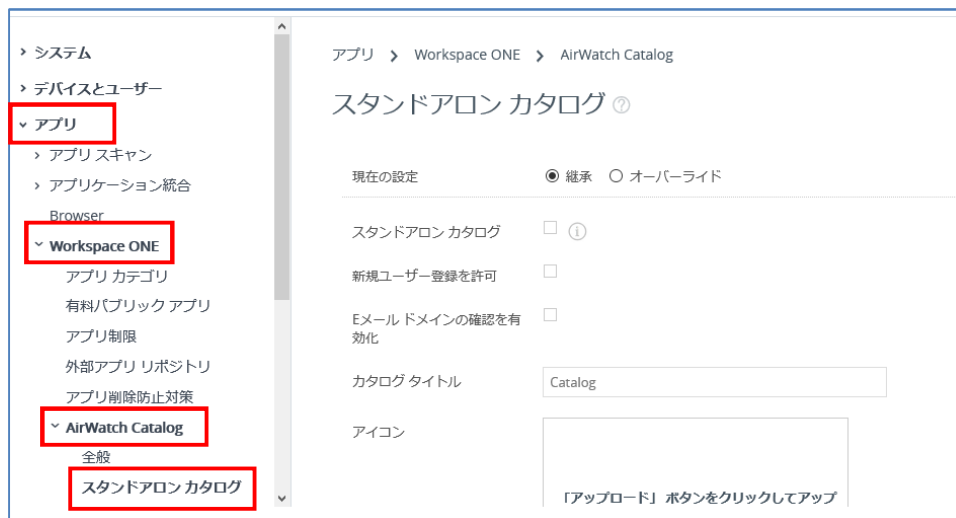 システム
デバイスとユーザー
アプリ
アプリ スキャン
アプリケーション統合
Browser
Workspace ONE
アプリ カテゴリ
有料パブリック アプリ
アプリ制限
外部アプリ リポジトリ
アプリ削除防止対策
AirWatch Catalog
全般
スタンドアロン カタログ
アプリ > Workspace ONE > AirWatch Catalog
スタンドアロン カタログ
現在の設定 継承 オーバーライド
スタンドアロン カタログ
新規ユーザー登録を許可
Eメール ドメインの確認を有
効化
カタログ タイトル Catalog
アイコン
「アップロード」 ボタンをクリックしてアップ